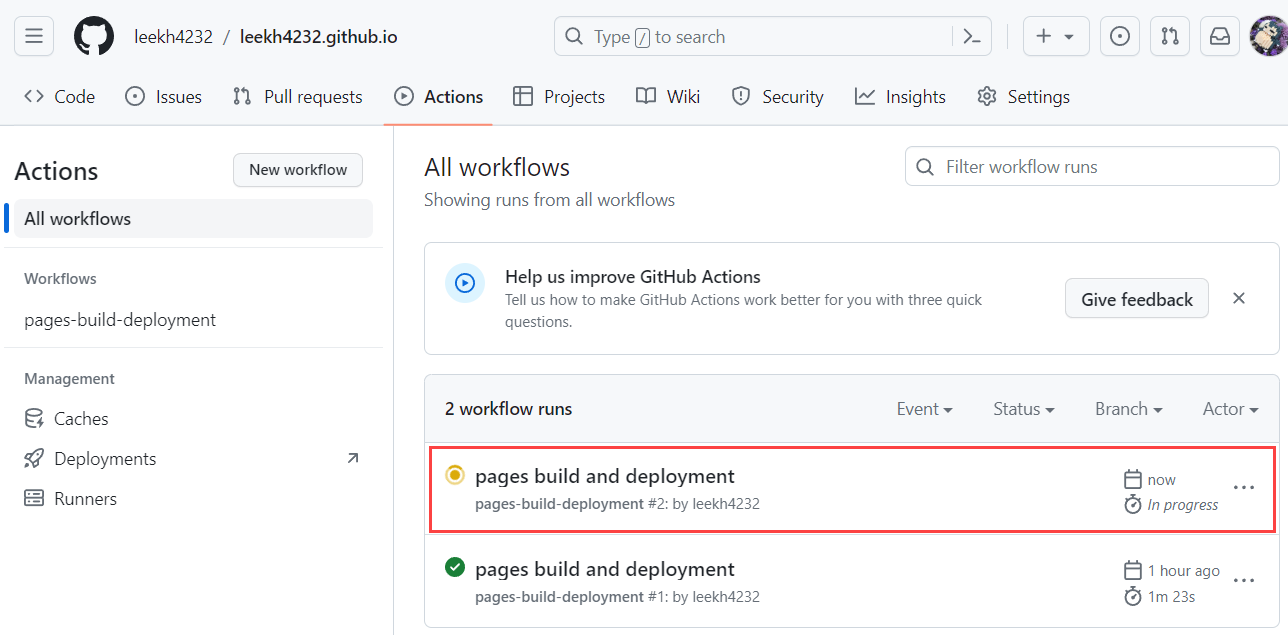 leekh4232 / leekh4232.github.io
Type / to search
Code
Issues
Pull requests
Actions
Projects
Wiki
Security
Insights
Settings
Actions
New workflow
All workflows
Workflows
pages-build-deployment
Management
Caches
Deployments
Runners
All workflows
Showing runs from all workflows
Filter workflow runs
Help us improve GitHub Actions
Tell us how to make GitHub Actions work better for you with three quick
questions.
Give feedback
2 workflow runs
Event
Status
Branch
Actor
pages build and deployment
pages-build-deployment #2: by leekh4232
now
In progress
pages build and deployment
pages-build-deployment #1: by leekh4232
1 hour ago
1m 23s